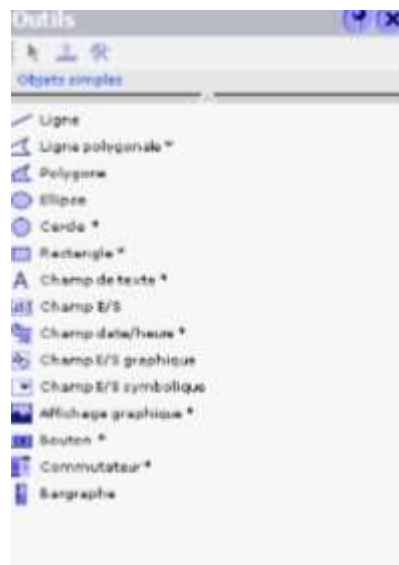 Outils
Objets simples
Ligne
Ligne polygonale *
Polygone
Ellipse
Cercle *
Rectangle *
Champ de texte *
Champ E/S
Champ date/heure *
Champ E/S graphique
Champ E/S symbolique
Affichage graphique *
Bouton *
Commutateur *
Bargraphe